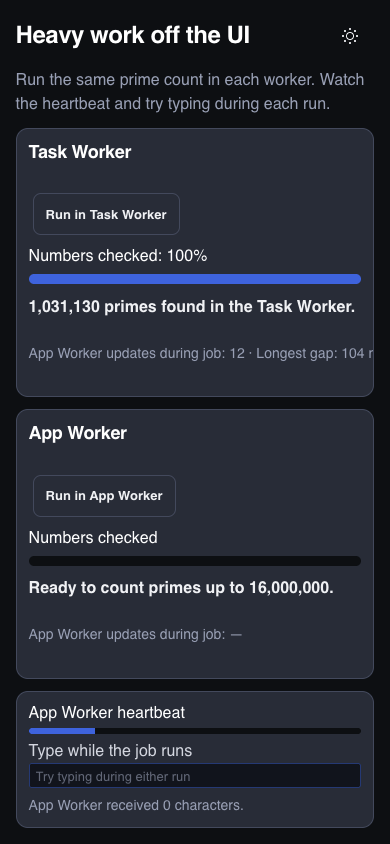 Heavy work off the UI
Run the same prime count in each worker. Watch
the heartbeat and try typing during each run.
Task Worker
Run in Task Worker
Numbers checked: 100%
1,031,130 primes found in the Task Worker.
App Worker updates during job: 12 · Longest gap: 104
App Worker
Run in App Worker
Numbers checked
Ready to count primes up to 16,000,000.
App Worker updates during job: —
App Worker heartbeat
Type while the job runs
Try typing during either run
App Worker received 0 characters.